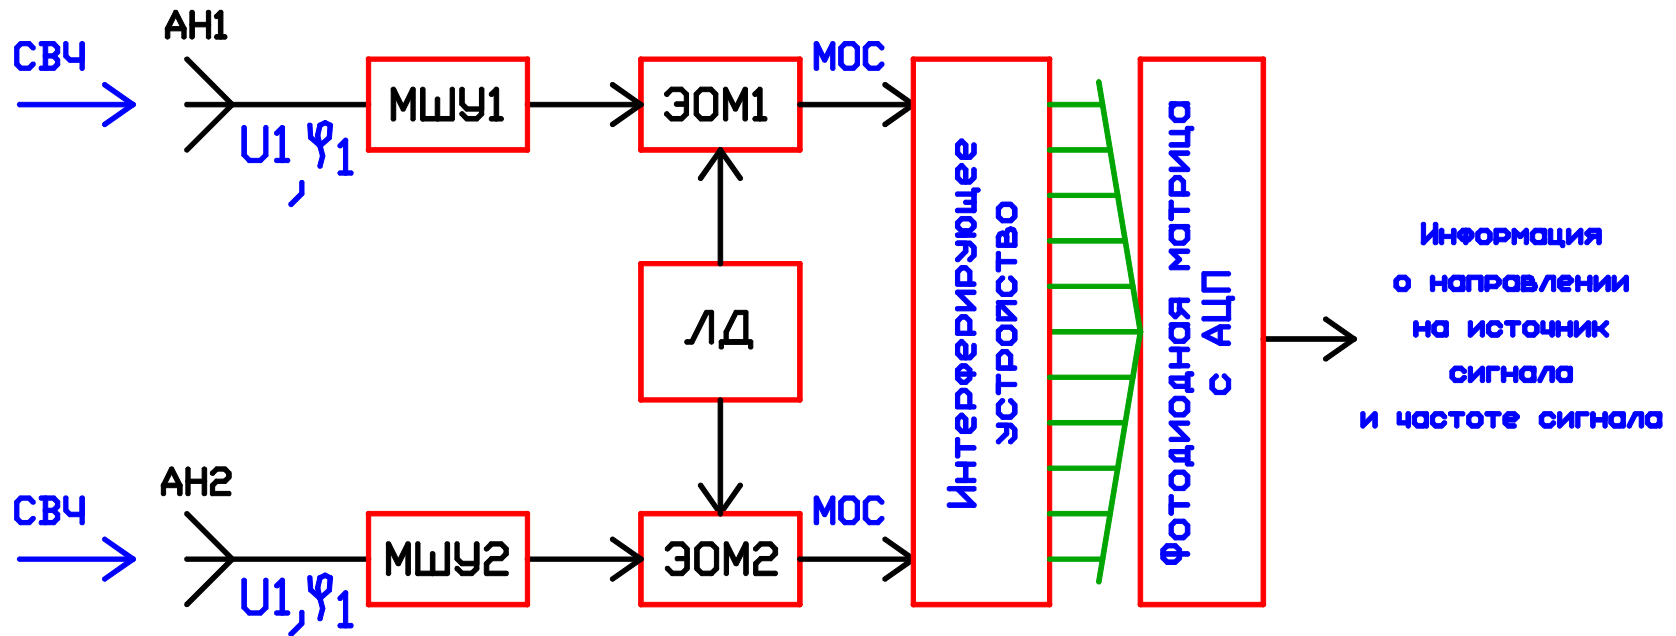 АН1
СВЧ
МШУ1
ЭОМ1
МОС
U1, φ1
ЛД
Интерферирующее
устройство
Фотодиодная матрица
с АЦП
Информация
о направлении
на источник
сигнала
и частоте сигнала
АН2
СВЧ
МШУ2
ЭОМ2
МОС
U1, φ1